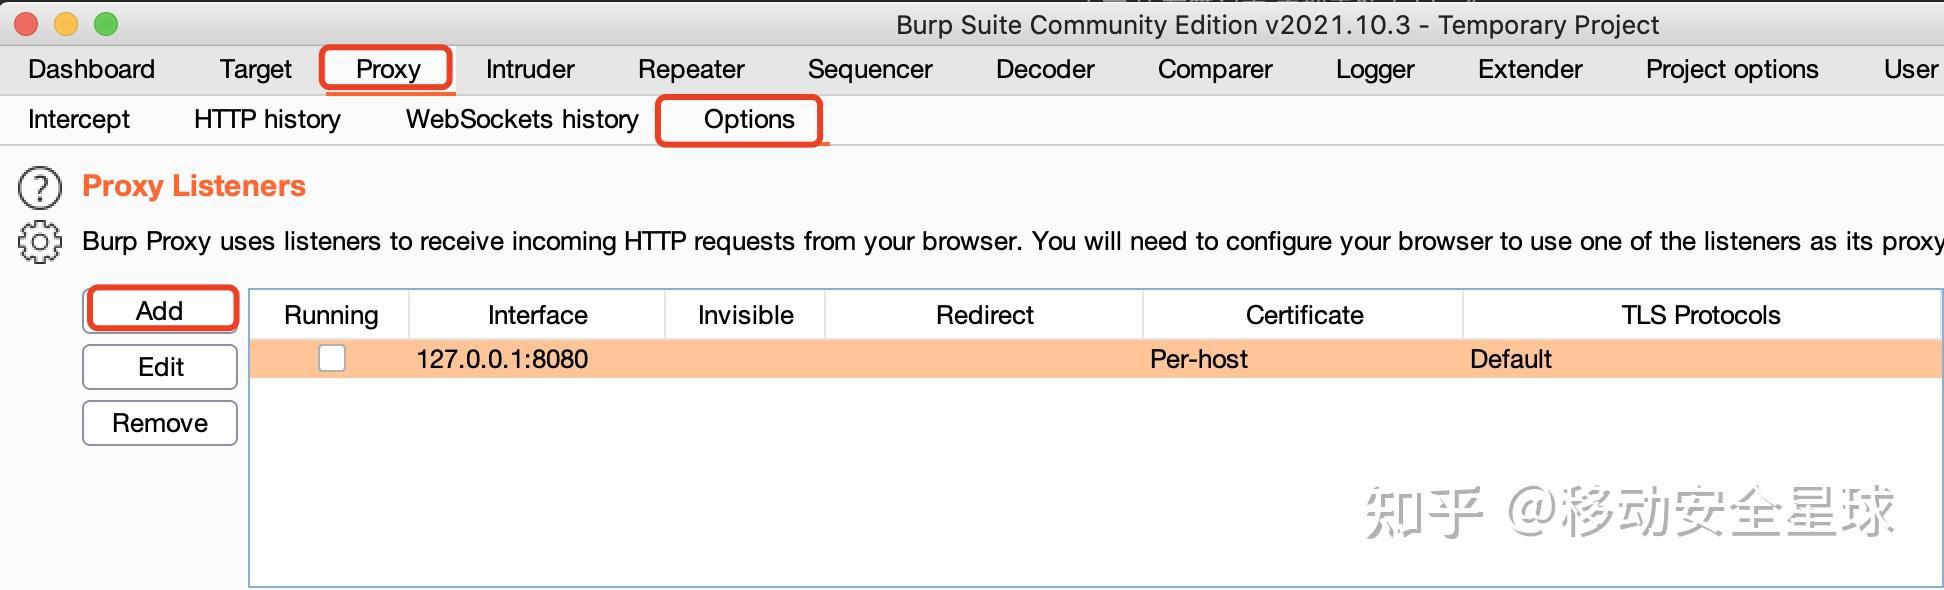 Burp Suite Community Edition v2021.10.3 - Temporary Project
Dashboard Target Proxy Intruder Repeater Sequencer Decoder Comparer Logger Extender Project options User
Intercept HTTP history WebSockets history Options
? Proxy Listeners
Burp Proxy uses listeners to receive incoming HTTP requests from your browser. You will need to configure your browser to use one of the listeners as its proxy
Add
Edit
Remove
Running Interface Invisible Redirect Certificate TLS Protocols
127.0.0.1:8080 Per-host Default
知乎 @移动安全星球